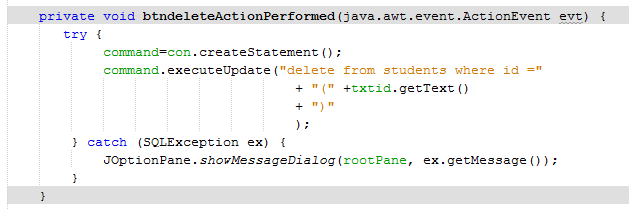 private void btndeleteActionPerformed(java.awt.event.ActionEvent evt) {
try {
command=con.createStatement();
command.executeUpdate("delete from students where id ="
+ "(" +txtid.getText()
+ ")"
);
} catch (SQLException ex) {
JOptionPane.showMessageDialog(rootPane, ex.getMessage());
}
}